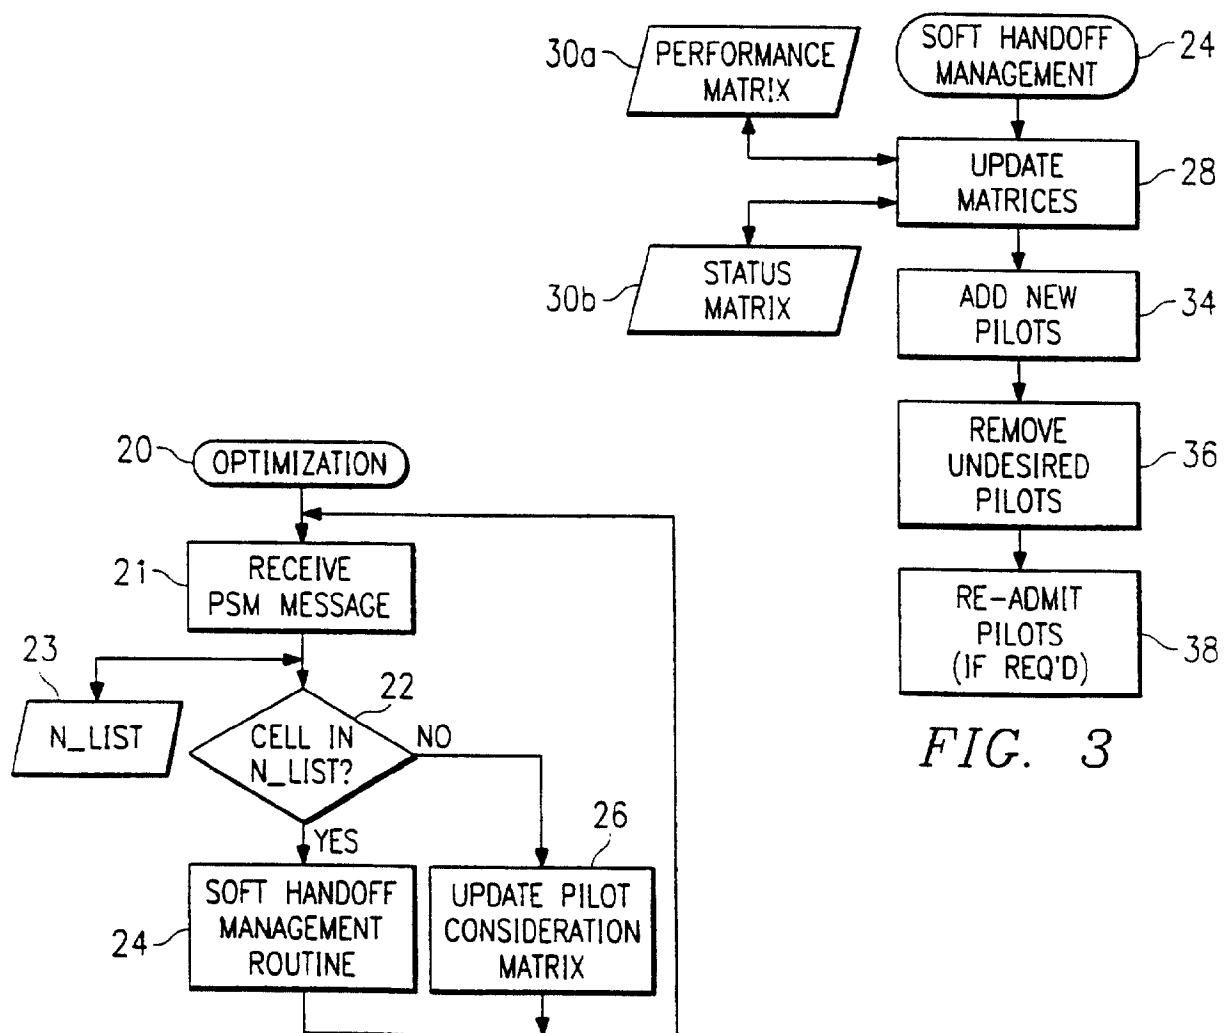 30a
PERFORMANCE
MATRIX
SOFT HANDOFF
MANAGEMENT
24
UPDATE
MATRICES
28
30b
STATUS
MATRIX
ADD NEW
PILOTS
34
REMOVE
UNDESIRED
PILOTS
36
RE-ADMIT
PILOTS
(IF REQ'D)
38
FIG. 3
20
OPTIMIZATION
21
RECEIVE
PSM MESSAGE
23
N_LIST
22
CELL IN
N_LIST?
NO
YES
24
SOFT HANDOFF
MANAGEMENT
ROUTINE
26
UPDATE PILOT
CONSIDERATION
MATRIX